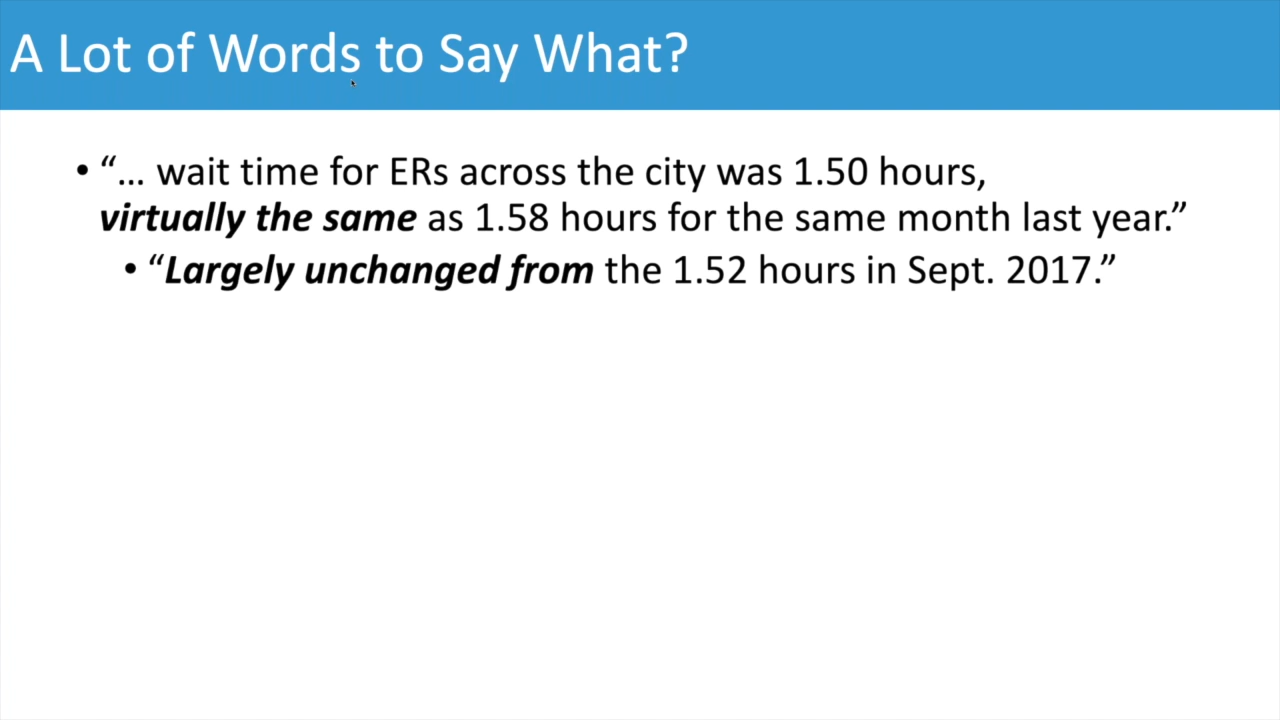 A Lot of Words to Say What?
• “… wait time for ERs across the city was 1.50 hours,
virtually the same as 1.58 hours for the same month last year.”
• “Largely unchanged from the 1.52 hours in Sept. 2017.”